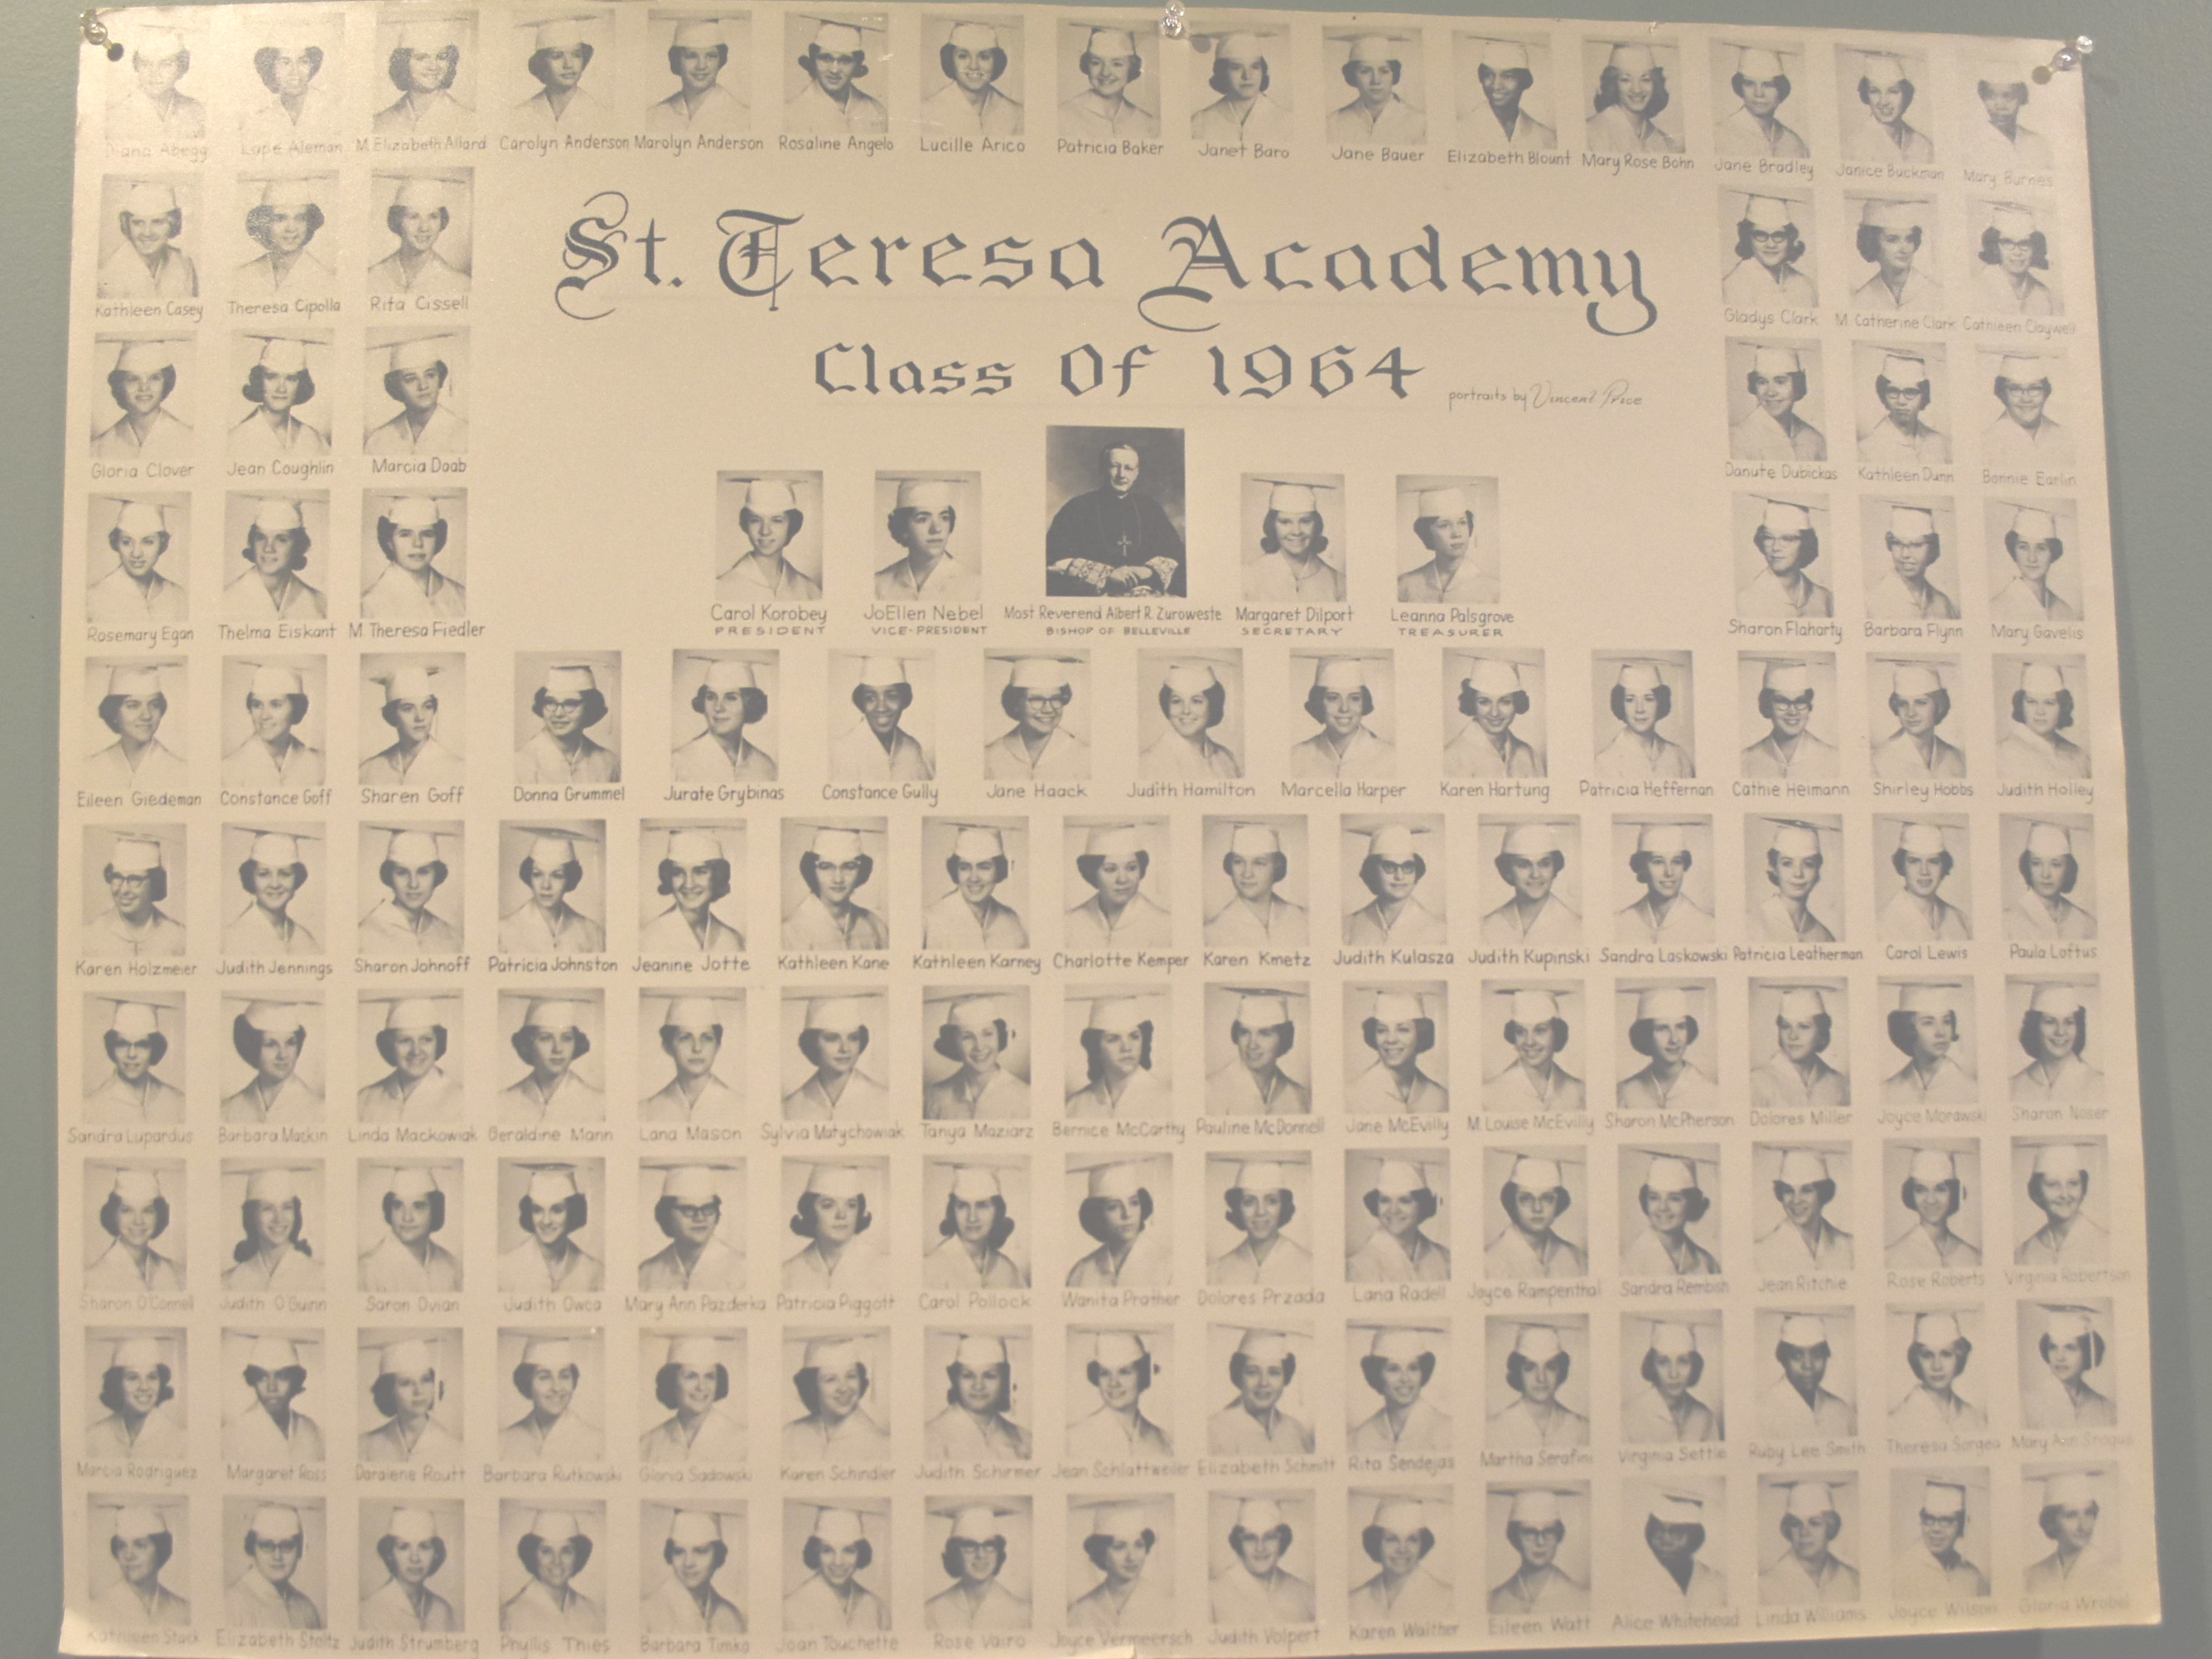 Diana Abegg Lupe Aleman M. Elizabeth Allard Carolyn Anderson Marolyn Anderson Rosaline Angelo Lucille Arico Patricia Baker Janet Baro Jane Bauer Elizabeth Blount Mary Rose Bohn Jane Bradley Janice Buckman Mary Burnes
St. Teresa Academy
Class Of 1964
portraits by Vincent Price
Kathleen Casey Theresa Cipolla Rita Cissell Gladys Clark M. Catherine Clark Cathleen Claywell
Gloria Clover Jean Coughlin Marcia Daab Danute Dubickas Kathleen Dunn Bonnie Earlin
Carol Korobey JoEllen Nebel Most Reverend Albert R. Zuroweste Margaret Dilport Leanna Palsgrove
PRESIDENT VICE-PRESIDENT BISHOP OF BELLEVILLE SECRETARY TREASURER
Rosemary Egan Thelma Eiskant M. Theresa Fiedler Sharon Flaharty Barbara Flynn Mary Gavelis
Eileen Giedeman Constance Goff Sharen Goff Donna Grummel Jurate Grybinas Constance Gully Jane Haack Judith Hamilton Marcella Harper Karen Hartung Patricia Heffernan Cathie Heimann Shirley Hobbs Judith Holley
Karen Holzmeier Judith Jennings Sharon Johnoff Patricia Johnston Jeanine Jotte Kathleen Kane Kathleen Karney Charlotte Kemper Karen Kmetz Judith Kulasza Judith Kupinski Sandra Laskowski Patricia Leatherman Carol Lewis Paula Loftus
Sandra Lupardus Barbara Mackin Linda Mackowiak Geraldine Mann Lana Mason Sylvia Matychowiak Tanya Maziarz Bernice McCarthy Pauline McDonnell Jane McEvilly M. Louise McEvilly Sharon McPherson Dolores Miller Joyce Morawski Sharon Noser
Sharon O'Connell Judith O'Guinn Saron Ovian Judith Owca Mary Ann Pazderka Patricia Piggott Carol Pollock Wanita Prather Dolores Przada Lana Radell Joyce Rampenthal Sandra Rembish Jean Ritchie Rose Roberts Virginia Robertson
Marcia Rodriguez Margaret Ross Daralene Routt Barbara Rutkowski Gloria Sadowski Karen Schindler Judith Schirmer Jean Schlattweiler Elizabeth Schmitt Rita Sendejas Martha Serafini Virginia Settle Ruby Lee Smith Theresa Sorgea Mary Ann
Kathleen Stack Elizabeth Stoltz Judith Strumberg Phyllis Thies Barbara Timko Joan Touchette Rose Vairo Joyce Vermeersch Judith Volpert Karen Walther Eileen Watt Alice Whitehead Linda Williams Joyce Wilson Gloria Wrobel